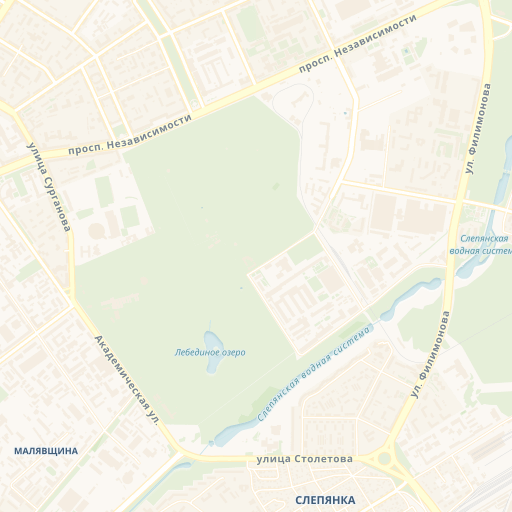 просп. Независимости
просп. Независимости
ул. Филимонова
улица Сурганова
Слепянская
водная систем
Академическая ул.
Лебединое озеро
Слепянская водная система
ул. Филимонова
МАЛЯВЩИНА
улица Столетова
СЛЕПЯНКА